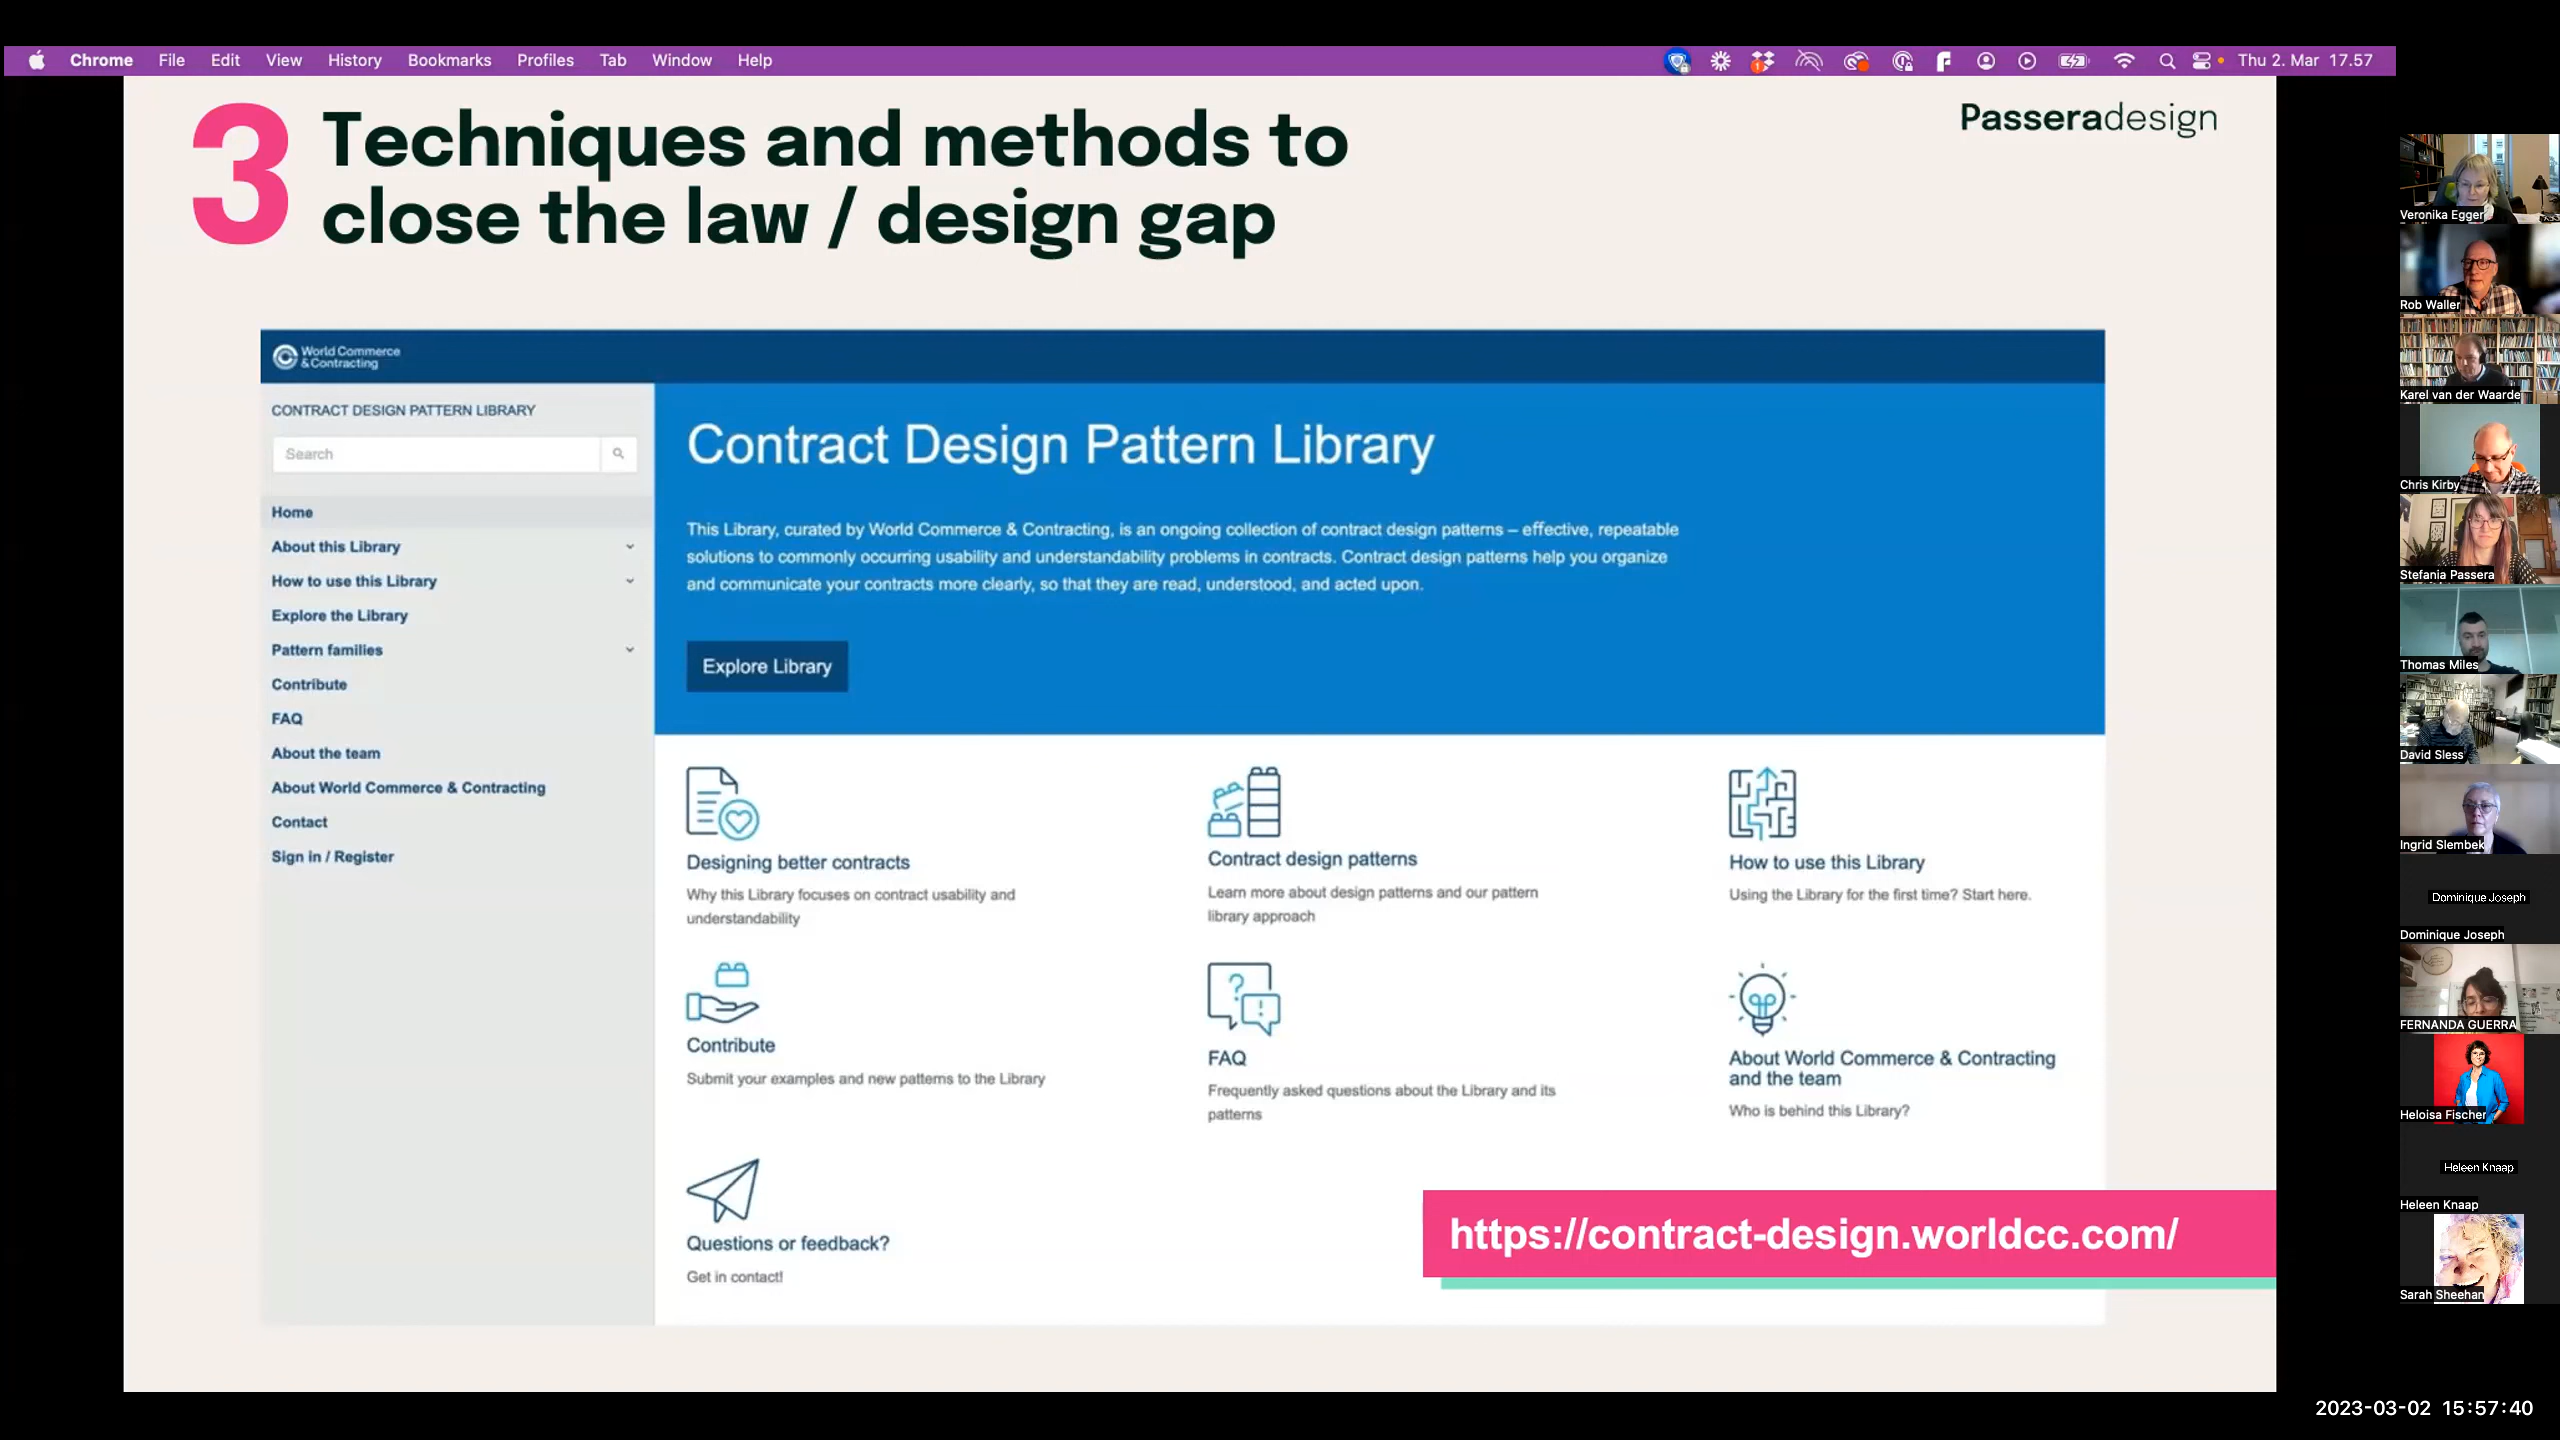 Chrome File Edit View History Bookmarks Profiles Tab Window Help
1
Thu 2. Mar 17.57
3
Techniques and methods to
close the law / design gap
Passeradesign
World Commerce
& Contracting
CONTRACT DESIGN PATTERN LIBRARY
Search
Home
About this Library
How to use this Library
Explore the Library
Pattern families
Contribute
FAQ
About the team
About World Commerce & Contracting
Contact
Sign in / Register
Contract Design Pattern Library
This Library, curated by World Commerce & Contracting, is an ongoing collection of contract design patterns – effective, repeatable
solutions to commonly occurring usability and understandability problems in contracts. Contract design patterns help you organize
and communicate your contracts more clearly, so that they are read, understood, and acted upon.
Explore Library
Designing better contracts
Why this Library focuses on contract usability and
understandability
Contract design patterns
Learn more about design patterns and our pattern
library approach
How to use this Library
Using the Library for the first time? Start here.
Contribute
Submit your examples and new patterns to the Library
FAQ
Frequently asked questions about the Library and its
patterns
About World Commerce & Contracting
and the team
Who is behind this Library?
Questions or feedback?
Get in contact!
https://contract-design.worldcc.com/
Veronika Egger
Rob Waller
Karel van der Waarde
Chris Kirby
Stefania Passera
Thomas Miles
David Sless
Ingrid Slembek
Dominique Joseph
Dominique Joseph
FERNANDA GUERRA
Heloisa Fischer
Heleen Knaap
Heleen Knaap
Sarah Sheehan
2023-03-02 15:57:40